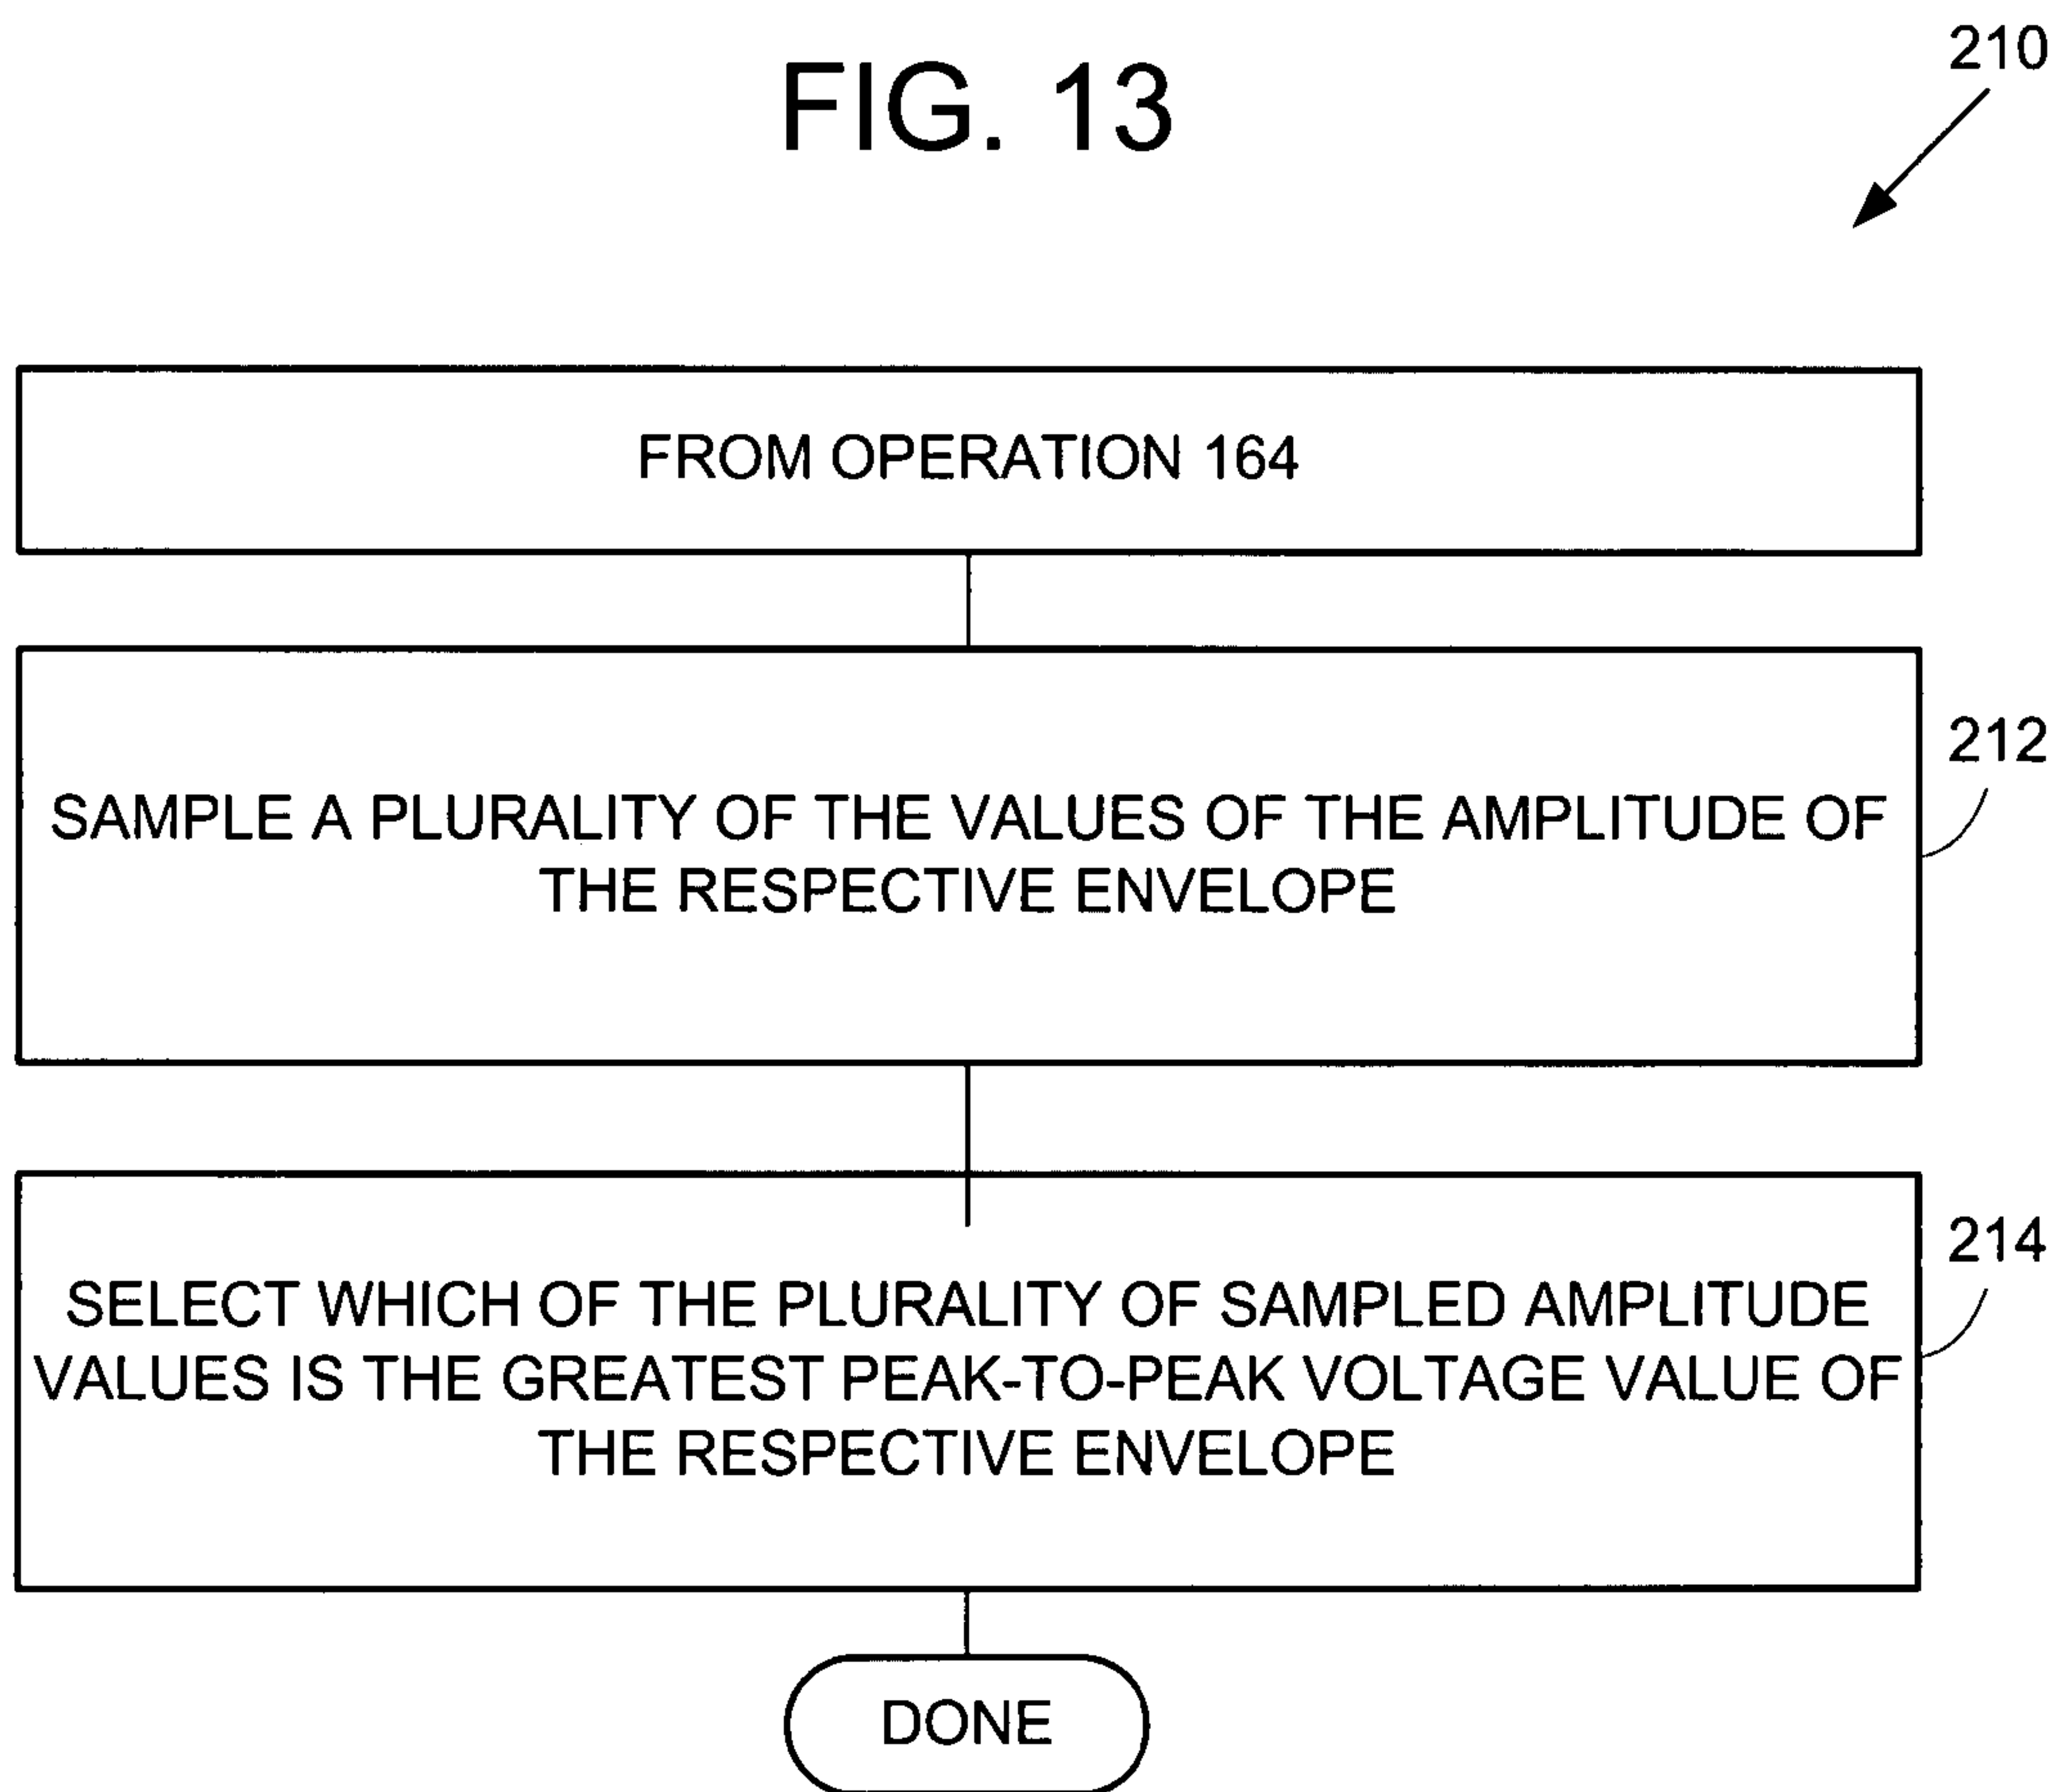 FIG. 13
210
FROM OPERATION 164
212
SAMPLE A PLURALITY OF THE VALUES OF THE AMPLITUDE OF
THE RESPECTIVE ENVELOPE
214
SELECT WHICH OF THE PLURALITY OF SAMPLED AMPLITUDE
VALUES IS THE GREATEST PEAK-TO-PEAK VOLTAGE VALUE OF
THE RESPECTIVE ENVELOPE
DONE